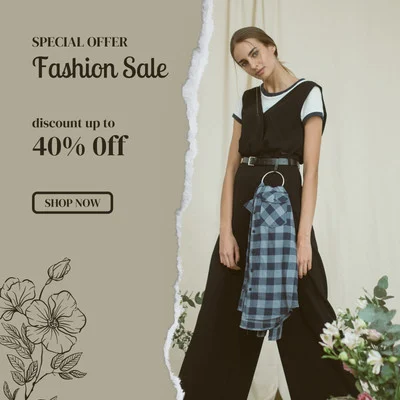 SPECIAL OFFER
Fashion Sale
discount up to
40% Off
SHOP NOW